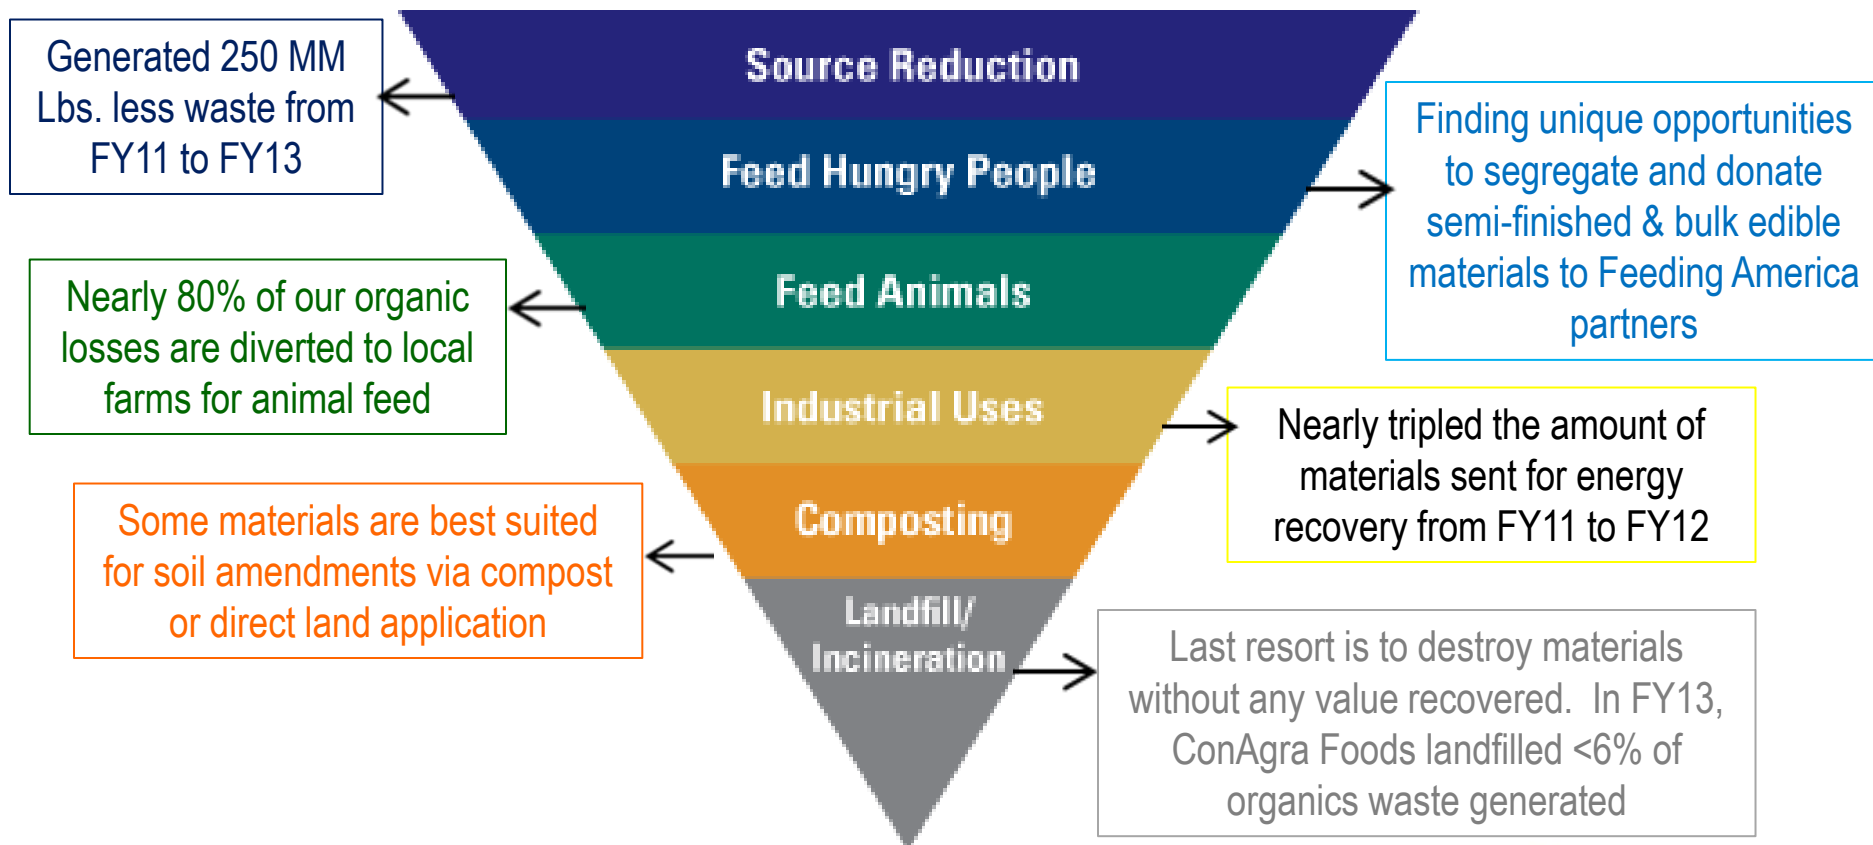 Source Reduction
Generated 250 MM
Lbs. less waste from
FY11 to FY13
Feed Hungry People
Finding unique opportunities
to segregate and donate
semi-finished & bulk edible
materials to Feeding America
partners
Feed Animals
Nearly 80% of our organic
losses are diverted to local
farms for animal feed
Industrial Uses
Nearly tripled the amount of
materials sent for energy
recovery from FY11 to FY12
Composting
Some materials are best suited
for soil amendments via compost
or direct land application
Landfill/
Incineration
Last resort is to destroy materials
without any value recovered.  In FY13,
ConAgra Foods landfilled <6% of
organics waste generated